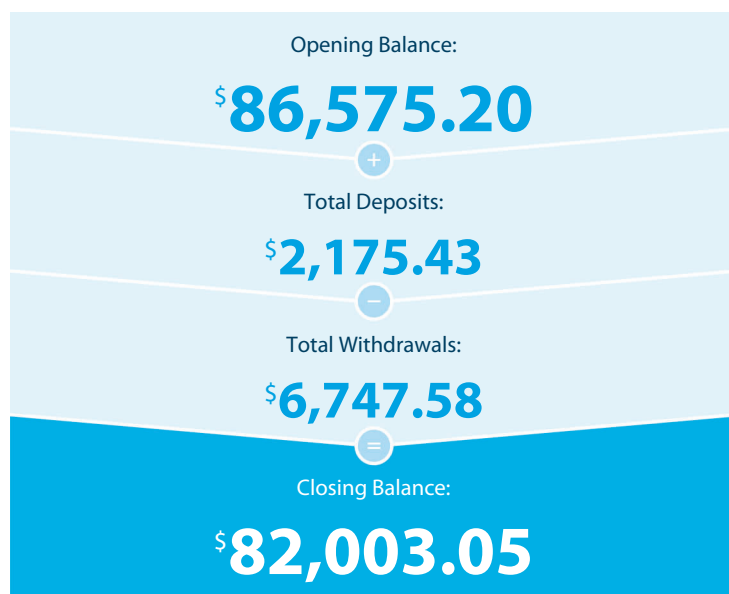 Opening Balance:
$86,575.20
+
Total Deposits:
$2,175.43
−
Total Withdrawals:
$6,747.58
=
Closing Balance:
$82,003.05